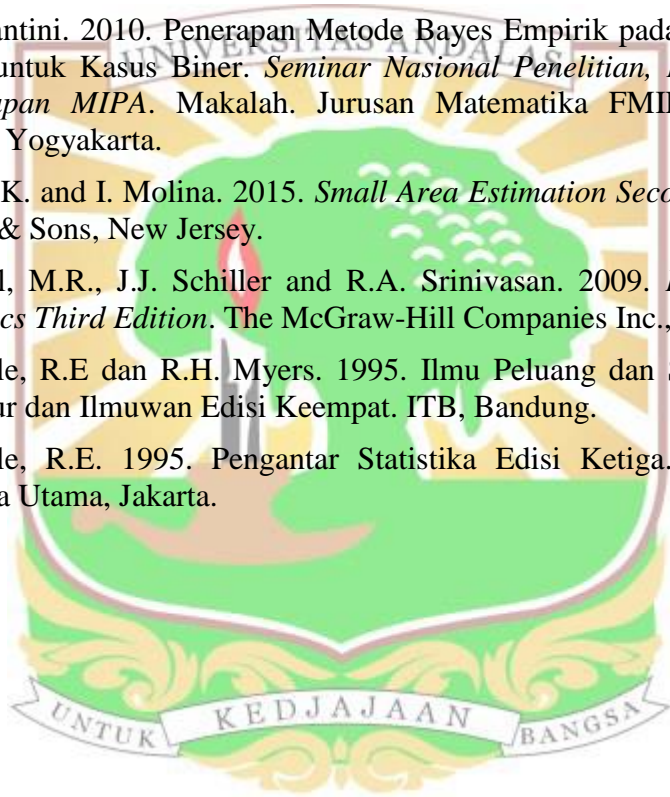 antini. 2010. Penerapan Metode Bayes Empirik pada
UNIVERSITAS ANDALAS
untuk Kasus Biner. Seminar Nasional Penelitian,
apan MIPA. Makalah. Jurusan Matematika FMI
Yogyakarta.
K. and I. Molina. 2015. Small Area Estimation Seco
& Sons, New Jersey.
l, M.R., J.J. Schiller and R.A. Srinivasan. 2009.
cs Third Edition. The McGraw-Hill Companies Inc.,
le, R.E dan R.H. Myers. 1995. Ilmu Peluang dan
ur dan Ilmuwan Edisi Keempat. ITB, Bandung.
le, R.E. 1995. Pengantar Statistika Edisi Ketiga.
a Utama, Jakarta.
UNTUK KEDJAJAAN BANGSA